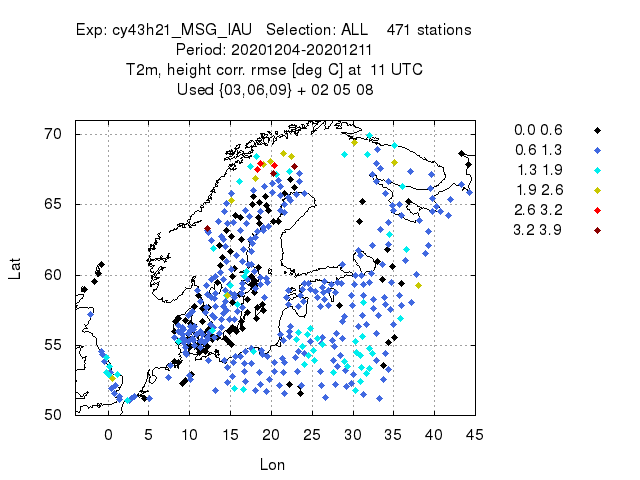 Exp: cy43h21_MSG_IAU Selection: ALL 471 stations
Period: 20201204-20201211
T2m, height corr. rmse [deg C] at 11 UTC
Used {03,06,09} + 02 05 08
70
65
60
55
50
Lat
0 5 10 15 20 25 30 35 40 45
Lon
0.0 0.6
0.6 1.3
1.3 1.9
1.9 2.6
2.6 3.2
3.2 3.9